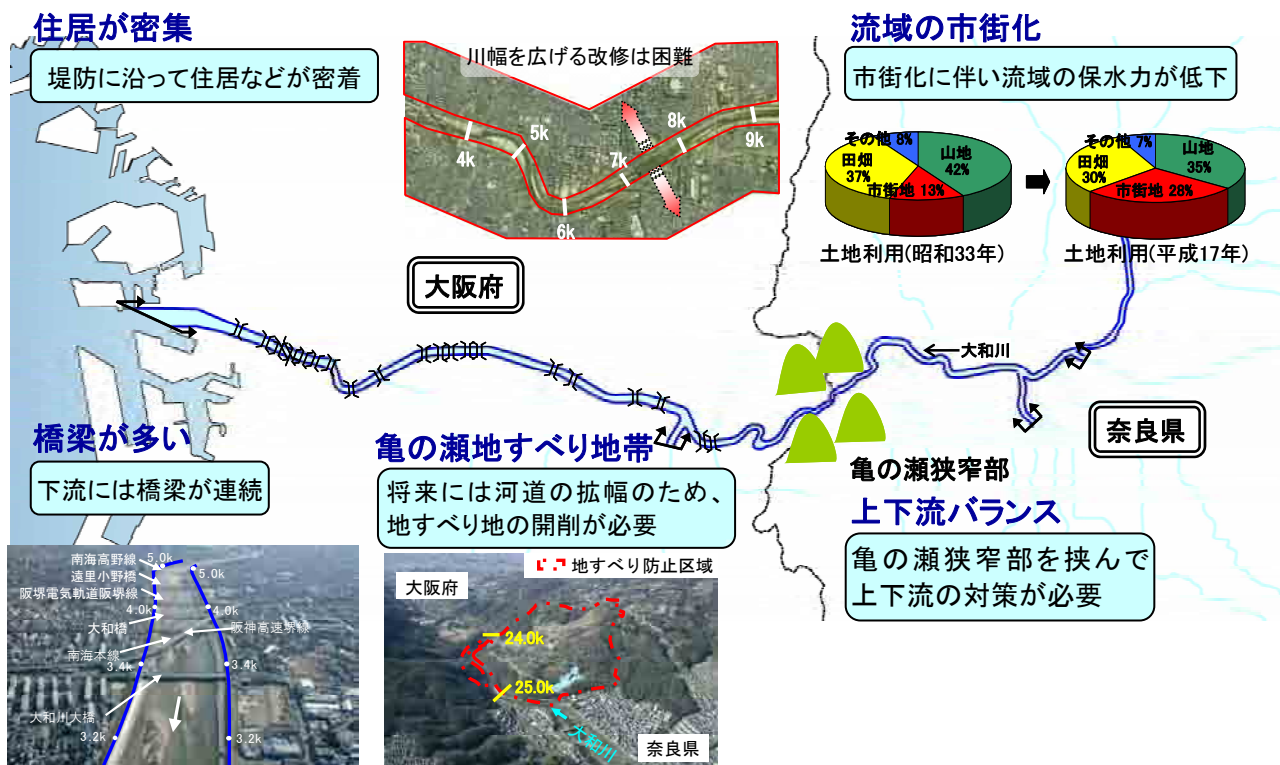 住居が密集
堤防に沿って住居などが密着
川幅を広げる改修は困難
4k
5k
6k
7k
8k
9k
流域の市街化
市街化に伴い流域の保水力が低下
その他 8%
山地
42%
田畑
37%
市街地 13%
土地利用(昭和33年)
その他 7%
山地
35%
田畑
30%
市街地 28%
土地利用(平成17年)
大阪府
大和川
奈良県
亀の瀬狭窄部
橋梁が多い
下流には橋梁が連続
南海高野線
5.0k
5.0k
遠里小野橋
阪堺電気軌道阪堺線
4.0k
4.0k
大和橋
阪神高速堺線
南海本線
3.4k
3.4k
大和川大橋
3.2k
3.2k
亀の瀬地すべり地帯
将来には河道の拡幅のため、
地すべり地の開削が必要
地すべり防止区域
大阪府
24.0k
25.0k
大和川
奈良県
上下流バランス
亀の瀬狭窄部を挟んで
上下流の対策が必要